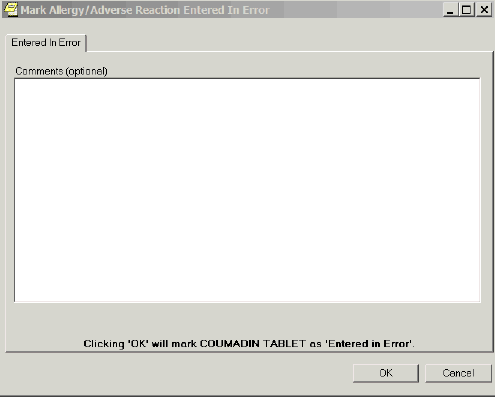 Mark Allergy/Adverse Reaction Entered In Error
Entered In Error
Comments (optional)
Clicking 'OK' will mark COUMADIN TABLET as 'Entered in Error'.
OK Cancel